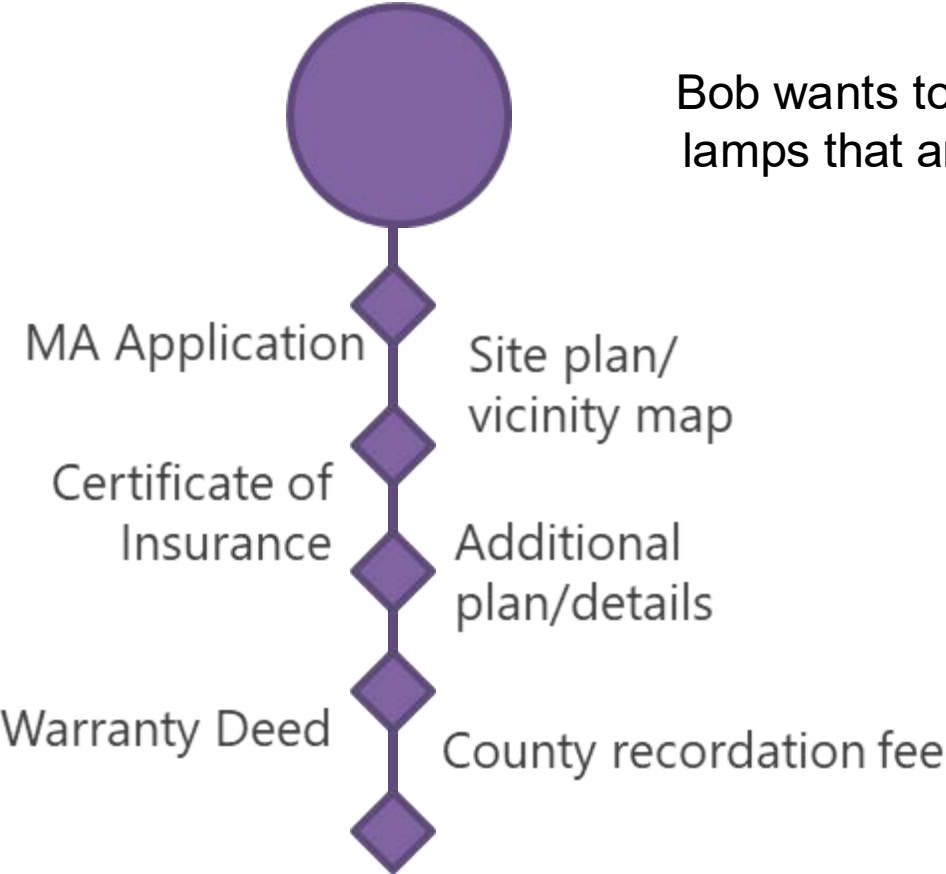 Bob wants to
lamps that
MA Application
Site plan/
vicinity map
Certificate of
Insurance
Additional
plan/details
Warranty Deed
County recordation fee